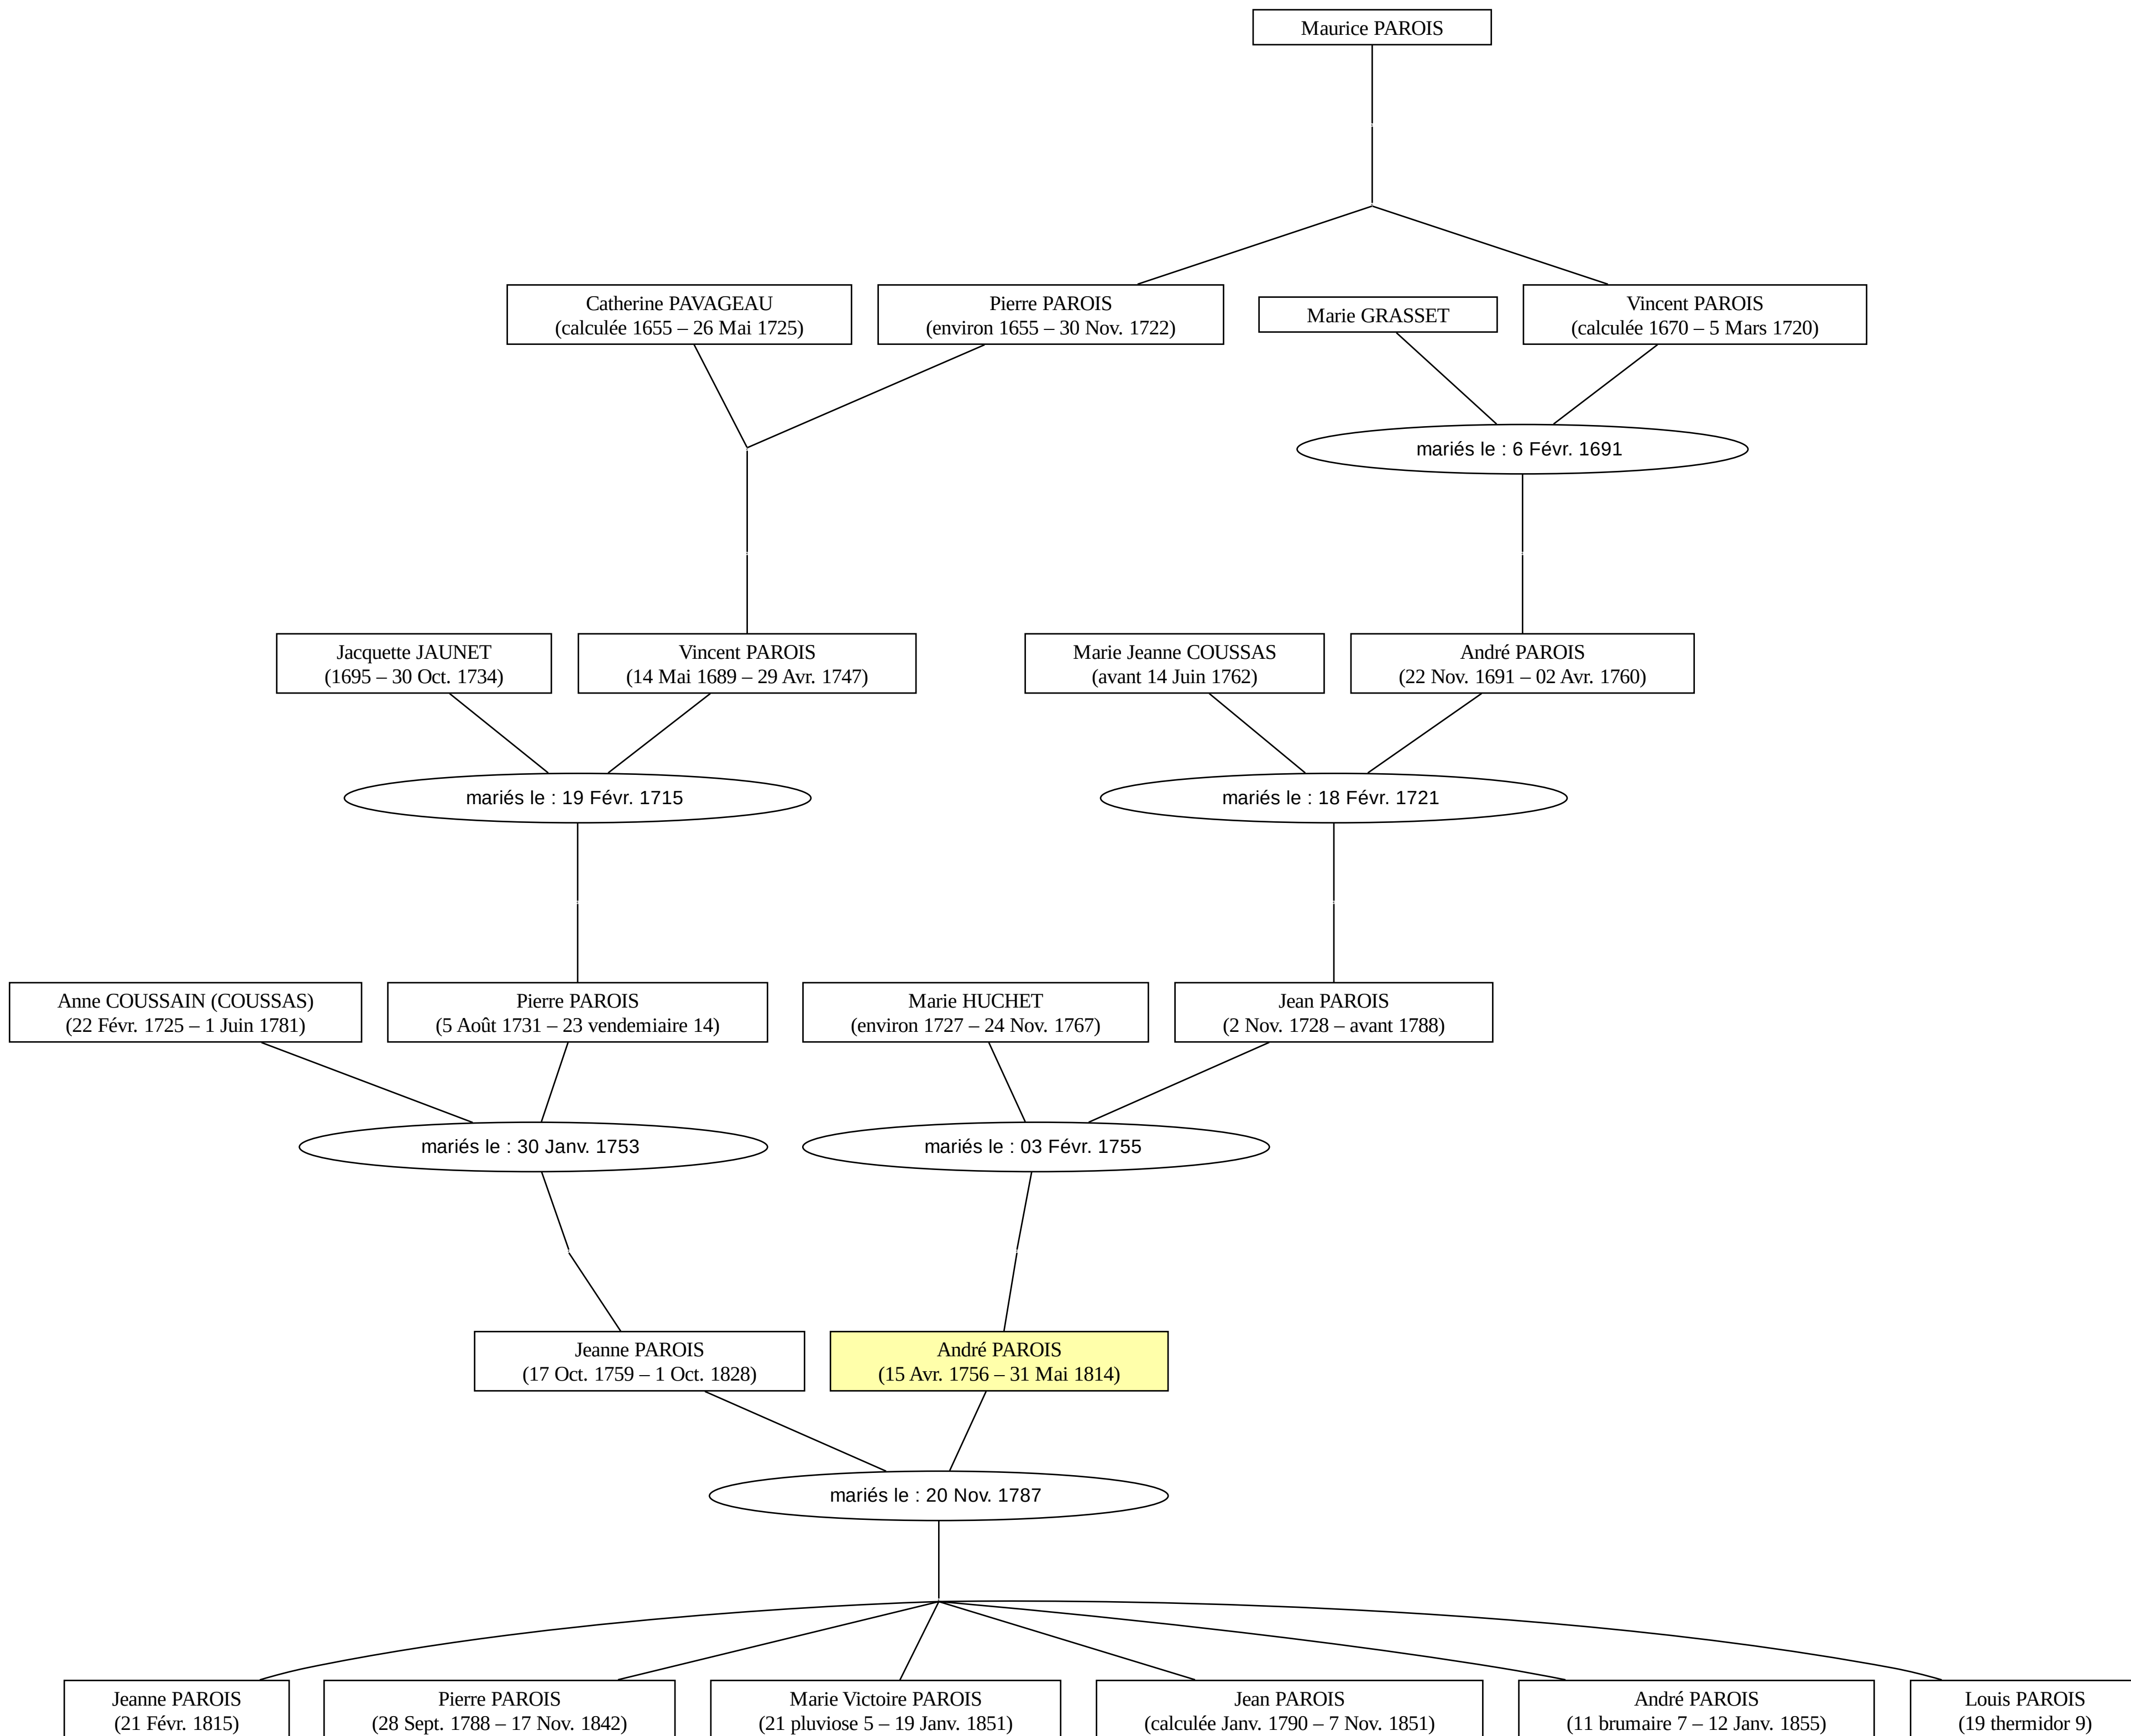 Maurice PAROIS
Catherine PAVAGEAU
(calculée 1655 – 26 Mai 1725)
Pierre PAROIS
(environ 1655 – 30 Nov. 1722)
Marie GRASSET
Vincent PAROIS
(calculée 1670 – 5 Mars 1720)
mariés le : 6 Févr. 1691
Jacquette JAUNET
(1695 – 30 Oct. 1734)
Vincent PAROIS
(14 Mai 1689 – 29 Avr. 1747)
Marie Jeanne COUSSAS
(avant 14 Juin 1762)
André PAROIS
(22 Nov. 1691 – 02 Avr. 1760)
mariés le : 19 Févr. 1715
mariés le : 18 Févr. 1721
Anne COUSSAIN (COUSSAS)
(22 Févr. 1725 – 1 Juin 1781)
Pierre PAROIS
(5 Août 1731 – 23 vendemiaire 14)
Marie HUCHET
(environ 1727 – 24 Nov. 1767)
Jean PAROIS
(2 Nov. 1728 – avant 1788)
mariés le : 30 Janv. 1753
mariés le : 03 Févr. 1755
Jeanne PAROIS
(17 Oct. 1759 – 1 Oct. 1828)
André PAROIS
(15 Avr. 1756 – 31 Mai 1814)
mariés le : 20 Nov. 1787
Jeanne PAROIS
(21 Févr. 1815)
Pierre PAROIS
(28 Sept. 1788 – 17 Nov. 1842)
Marie Victoire PAROIS
(21 pluviose 5 – 19 Janv. 1851)
Jean PAROIS
(calculée Janv. 1790 – 7 Nov. 1851)
André PAROIS
(11 brumaire 7 – 12 Janv. 1855)
Louis PAROIS
(19 thermidor 9)